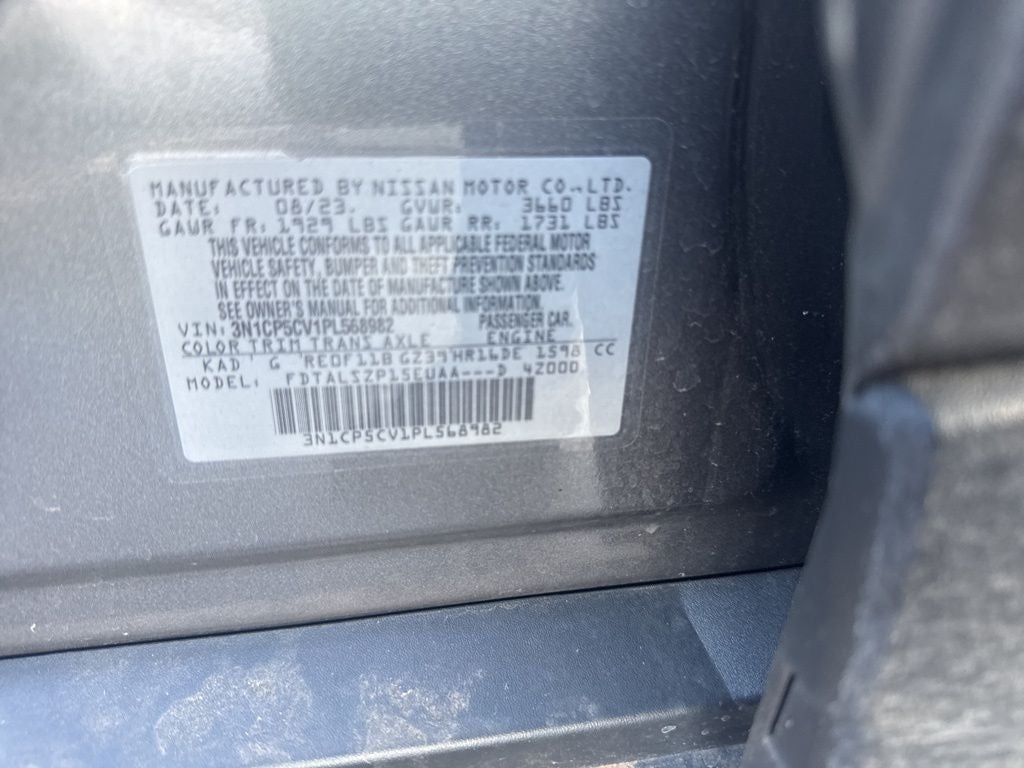 MANUFACTURED BY NISSAN MOTOR CO.,LTD.
DATE: 08/23. GVWR: 3660 LBS
GAWR FR: 1929 LBS GAWR RR: 1731 LBS
THIS VEHICLE CONFORMS TO ALL APPLICABLE FEDERAL MOTOR
VEHICLE SAFETY, BUMPER AND THEFT PREVENTION STANDARDS
IN EFFECT ON THE DATE OF MANUFACTURE SHOWN ABOVE.
SEE OWNER'S MANUAL FOR ADDITIONAL INFORMATION.
VIN: 3N1CP5CV1PL568982 PASSENGER CAR.
COLOR TRIM TRANS AXLE ENGINE
KAD G RE0F11B GZ39 HR16DE 1598 CC
MODEL: FDTALSZP15EUAA---D 4Z000
3N1CP5CV1PL568982